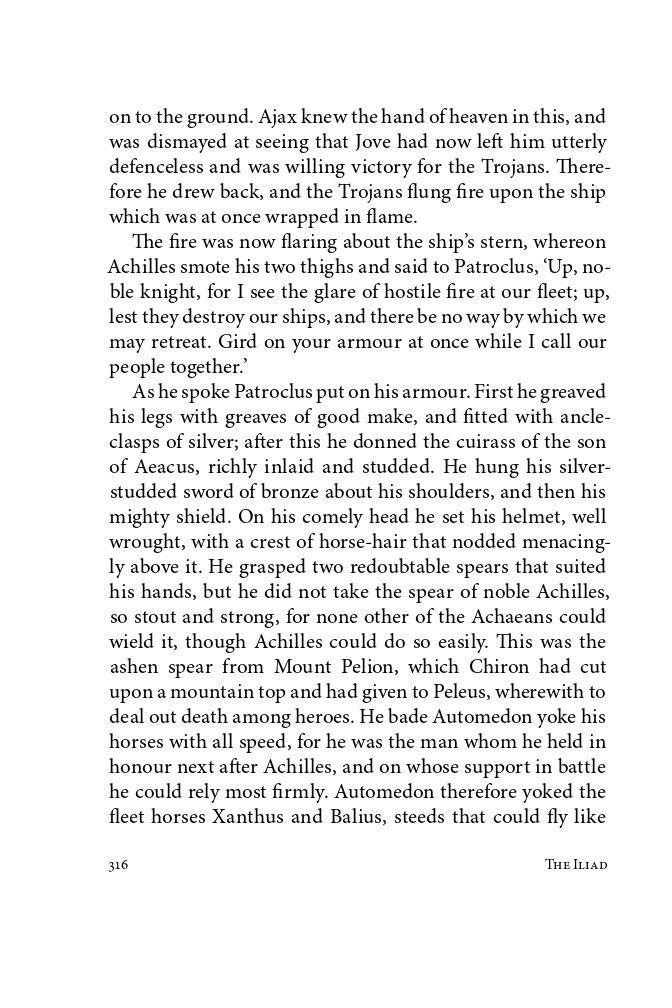 on to the ground. Ajax knew the hand of heaven in this, and
was dismayed at seeing that Jove had now left him utterly
defenceless and was willing victory for the Trojans. There-
fore he drew back, and the Trojans flung fire upon the ship
which was at once wrapped in flame.
The fire was now flaring about the ship’s stern, whereon
Achilles smote his two thighs and said to Patroclus, ‘Up, no-
ble knight, for I see the glare of hostile fire at our fleet; up,
lest they destroy our ships, and there be no way by which we
may retreat. Gird on your armour at once while I call our
people together.’
As he spoke Patroclus put on his armour. First he greaved
his legs with greaves of good make, and fitted with ancle-
clasps of silver; after this he donned the cuirass of the son
of Aeacus, richly inlaid and studded. He hung his silver-
studded sword of bronze about his shoulders, and then his
mighty shield. On his comely head he set his helmet, well
wrought, with a crest of horse-hair that nodded menacing-
ly above it. He grasped two redoubtable spears that suited
his hands, but he did not take the spear of noble Achilles,
so stout and strong, for none other of the Achaeans could
wield it, though Achilles could do so easily. This was the
ashen spear from Mount Pelion, which Chiron had cut
upon a mountain top and had given to Peleus, wherewith to
deal out death among heroes. He bade Automedon yoke his
horses with all speed, for he was the man whom he held in
honour next after Achilles, and on whose support in battle
he could rely most firmly. Automedon therefore yoked the
fleet horses Xanthus and Balius, steeds that could fly like
316 The Iliad